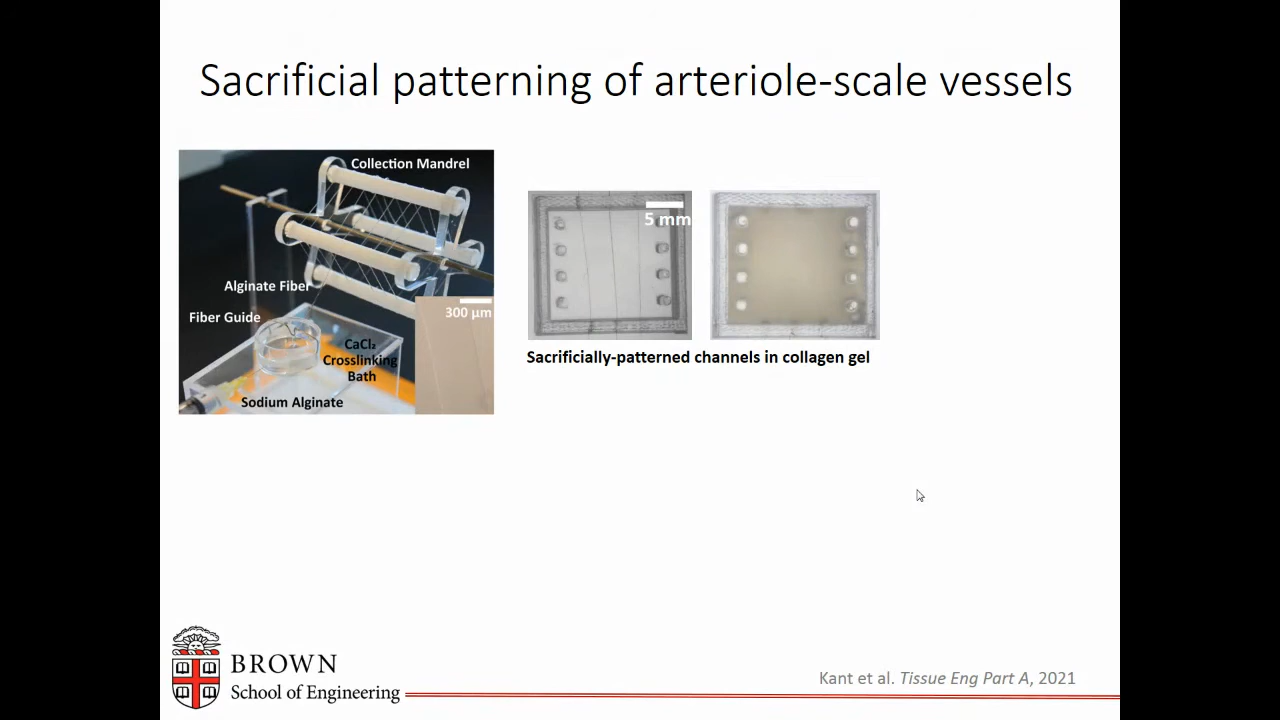 Sacrificial patterning of arteriole-scale vessels
Collection Mandrel
Alginate Fiber
Fiber Guide
300 µm
CaCl₂
Crosslinking
Bath
Sodium Alginate
5 mm
Sacrificially-patterned channels in collagen gel
BROWN
School of Engineering
Kant et al. Tissue Eng Part A, 2021